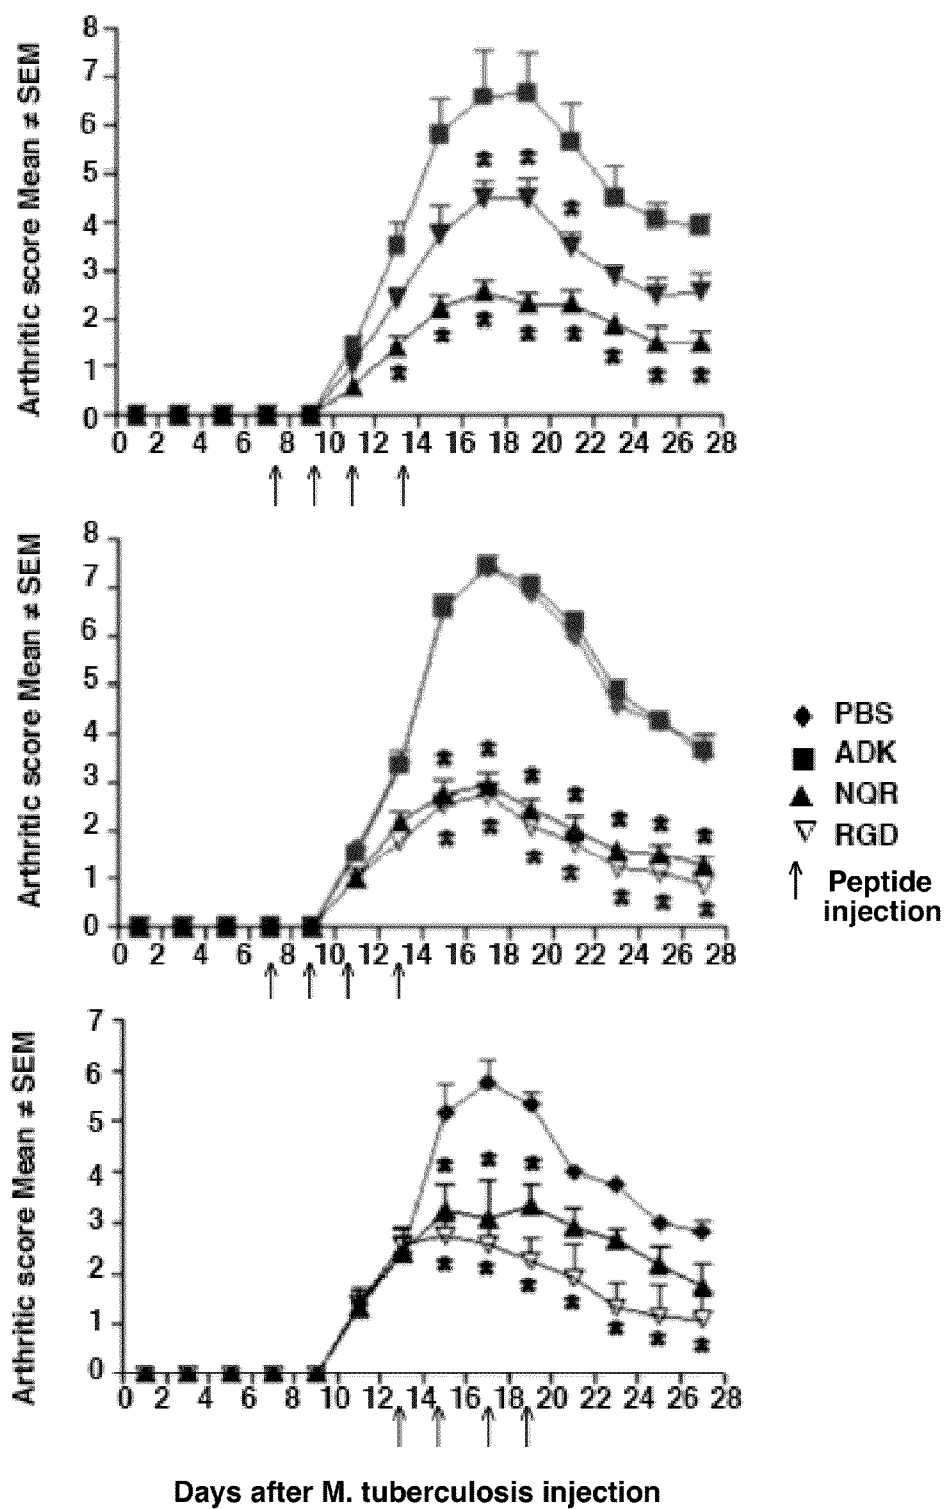 Arthritic score Mean ≠ SEM
8
7
6
5
4
3
2
1
0
0 2 4 6 8 10 12 14 16 18 20 22 24 26 28
Arthritic score Mean ≠ SEM
8
7
6
5
4
3
2
1
0
0 2 4 6 8 10 12 14 16 18 20 22 24 26 28
PBS
ADK
NQR
RGD
Peptide
injection
Arthritic score Mean ≠ SEM
7
6
5
4
3
2
1
0
0 2 4 6 8 10 12 14 16 18 20 22 24 26 28
Days after M. tuberculosis injection